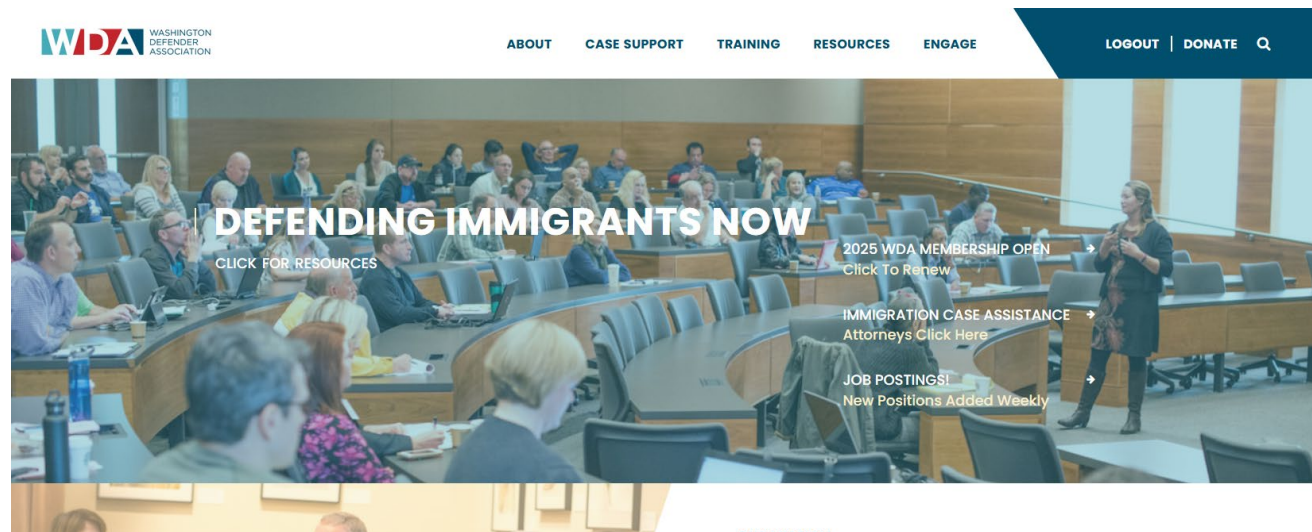 WDA
WASHINGTON
DEFENDER
ASSOCIATION
ABOUT CASE SUPPORT TRAINING RESOURCES ENGAGE
LOGOUT | DONATE
DEFENDING IMMIGRANTS NOW
CLICK FOR RESOURCES
2025 WDA MEMBERSHIP OPEN
Click To Renew
IMMIGRATION CASE ASSISTANCE
Attorneys Click Here
JOB POSTINGS!
New Positions Added Weekly